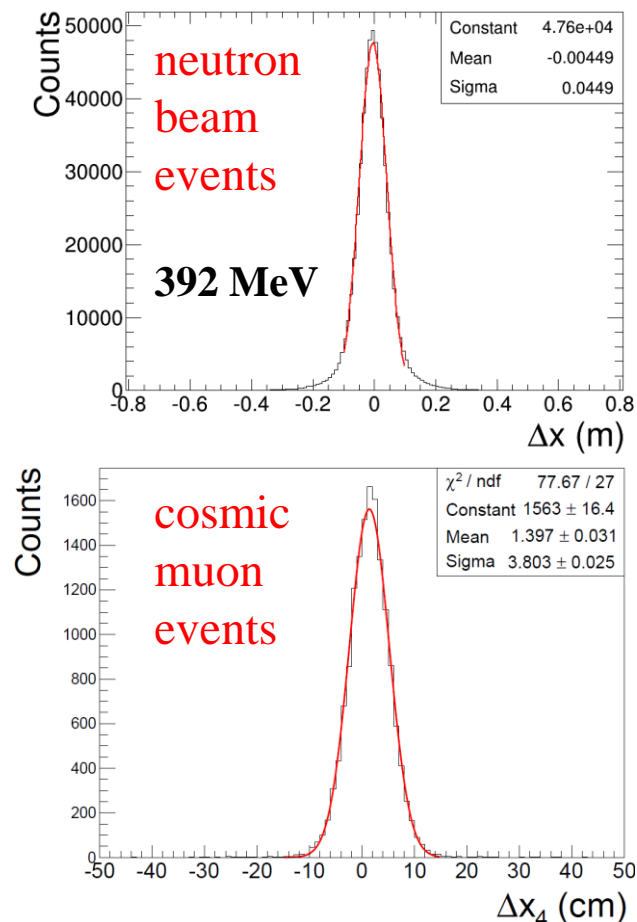 Counts
50000
40000
30000
20000
10000
0
neutron
beam
events
392 MeV
Constant 4.76e+04
Mean -0.00449
Sigma 0.0449
-0.8 -0.6 -0.4 -0.2 0 0.2 0.4 0.6 0.8
Δx (m)
Counts
1600
1400
1200
1000
800
600
400
200
0
cosmic
muon
events
χ² / ndf 77.67 / 27
Constant 1563 ± 16.4
Mean 1.397 ± 0.031
Sigma 3.803 ± 0.025
-50 -40 -30 -20 -10 0 10 20 30 40 50
Δx₄ (cm)